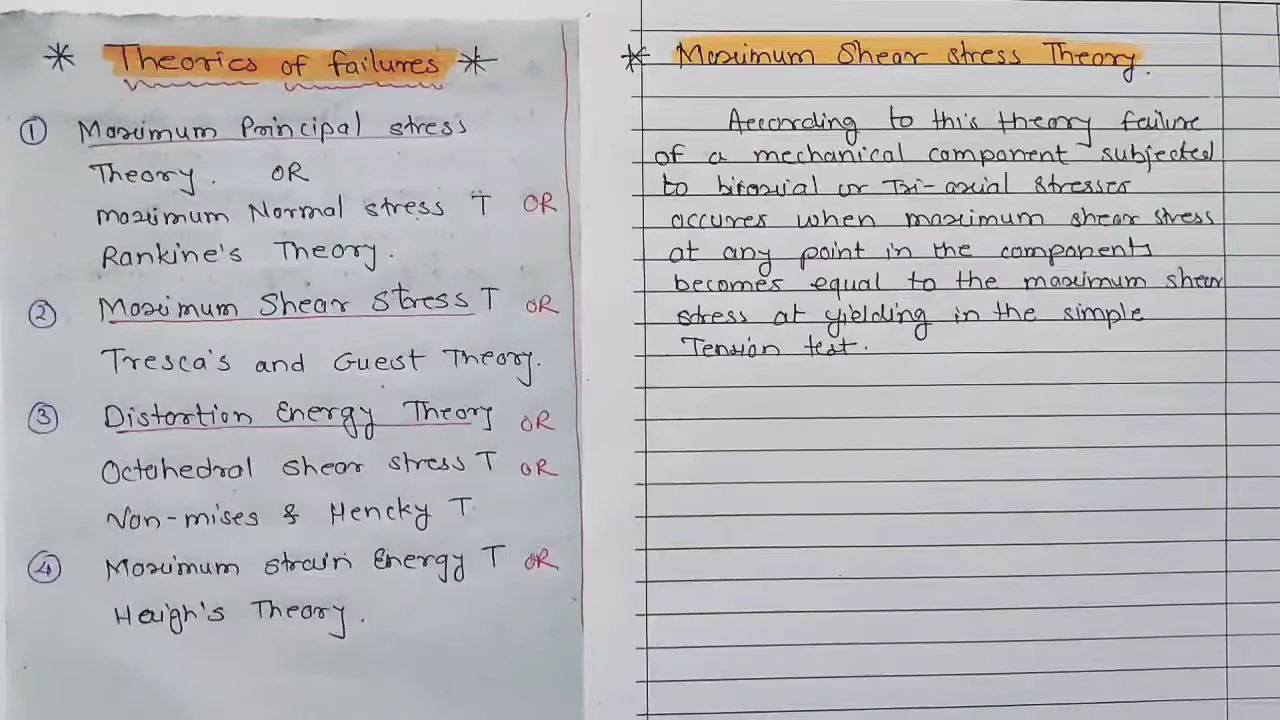 * Theories of failures *
① Maximum Principal stress
Theory. OR
maximum Normal stress T OR
Rankine's Theory.
② Maximum Shear Stress T OR
Tresca's and Guest Theory.
③ Distortion Energy Theory OR
Octahedral shear stress T OR
Von-mises & Hencky T
④ Maximum strain Energy T OR
Heigh's Theory.
* Maximum Shear stress Theory.
According to this theory failure
of a mechanical component subjected
to biaxial or Tri-axial stresses
occures when maximum shear stress
at any point in the components
becomes equal to the maximum shear
stress at yielding in the simple
Tension test.